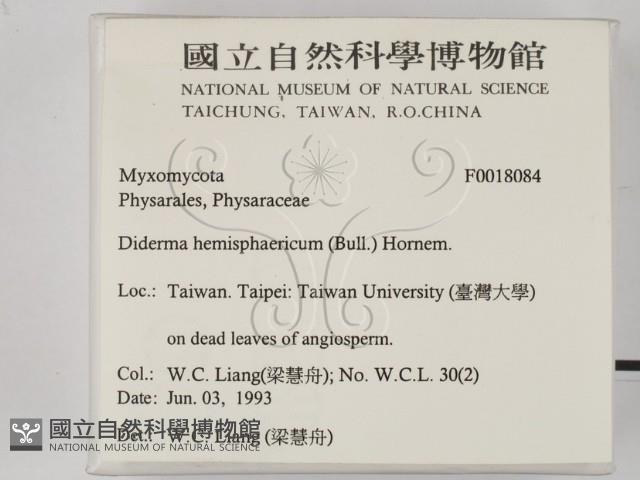 國立自然科學博物館
NATIONAL MUSEUM OF NATURAL SCIENCE
TAICHUNG, TAIWAN, R.O.CHINA
Myxomycota F0018084
Physarales, Physaraceae
Diderma hemisphaericum (Bull.) Hornem.
Loc.: Taiwan. Taipei: Taiwan University (臺灣大學)
on dead leaves of angiosperm.
Col.: W.C. Liang(梁慧舟); No. W.C.L. 30(2)
Date: Jun. 03, 1993
Det.: W.C. Liang (梁慧舟)
國立自然科學博物館
NATIONAL MUSEUM OF NATURAL SCIENCE